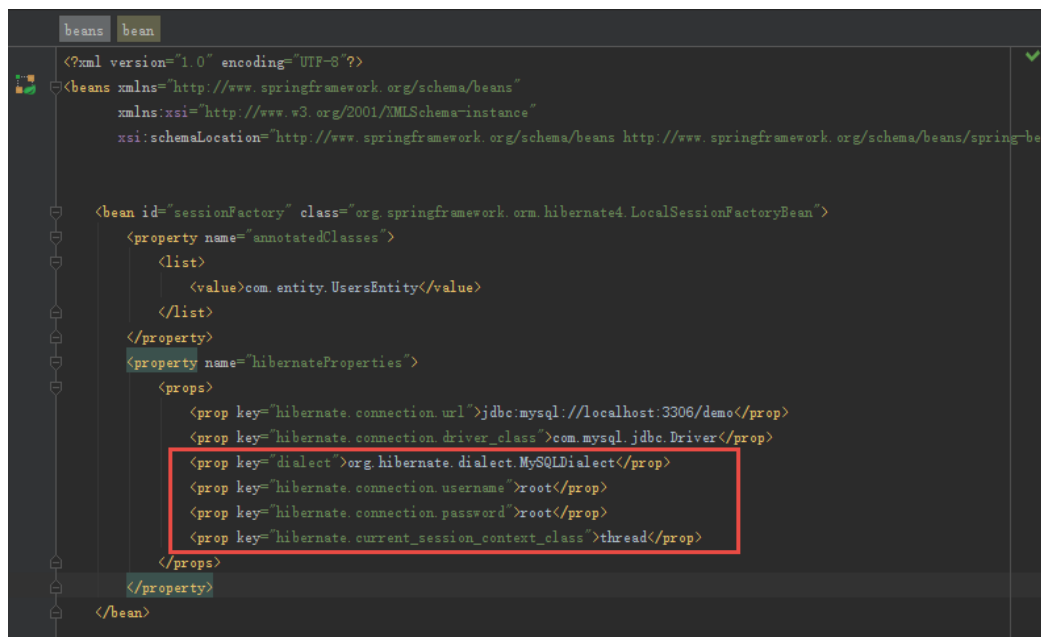 beans bean
<?xml version="1.0" encoding="UTF-8"?>
<beans xmlns="http://www.springframework.org/schema/beans"
xmlns:xsi="http://www.w3.org/2001/XMLSchema-instance"
xsi:schemaLocation="http://www.springframework.org/schema/beans http://www.springframework.org/schema/beans/spring-be
<bean id="sessionFactory" class="org.springframework.orm.hibernate4.LocalSessionFactoryBean">
<property name="annotatedClasses">
<list>
<value>com.entity.UsersEntity</value>
</list>
</property>
<property name="hibernateProperties">
<props>
<prop key="hibernate.connection.url">jdbc:mysql://localhost:3306/demo</prop>
<prop key="hibernate.connection.driver_class">com.mysql.jdbc.Driver</prop>
<prop key="dialect">org.hibernate.dialect.MySQLDialect</prop>
<prop key="hibernate.connection.username">root</prop>
<prop key="hibernate.connection.password">root</prop>
<prop key="hibernate.current_session_context_class">thread</prop>
</props>
</property>
</bean>